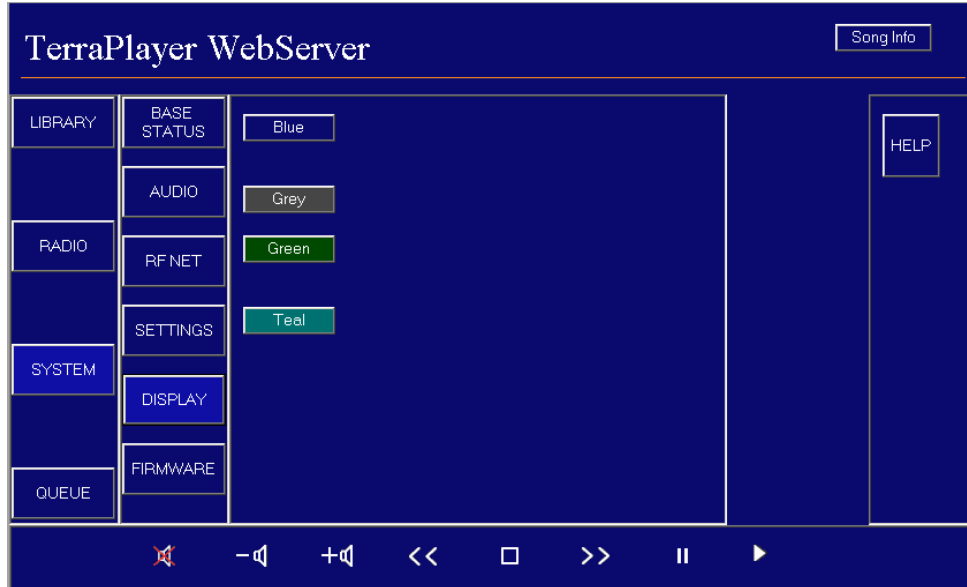 TerraPlayer WebServer
Song Info
LIBRARY
RADIO
SYSTEM
QUEUE
BASE
STATUS
AUDIO
RF NET
SETTINGS
DISPLAY
FIRMWARE
Blue
Grey
Green
Teal
HELP
<<
>>